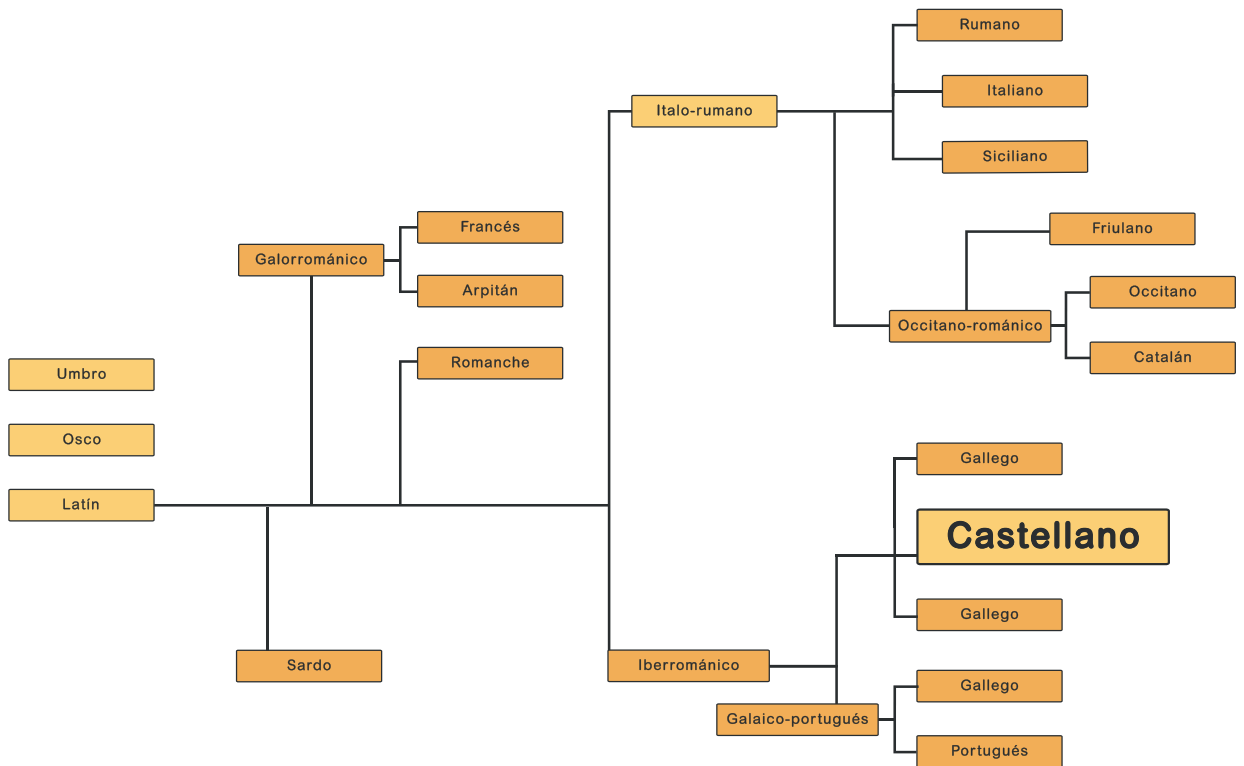 Rumano
Italo-rumano
Italiano
Siciliano
Francés
Friulano
Galorrománico
Arpitán
Occitano
Occitano-románico
Romanche
Catalán
Umbro
Osco
Gallego
Latín
Castellano
Gallego
Sardo
Iberrománico
Gallego
Galaico-portugués
Portugués